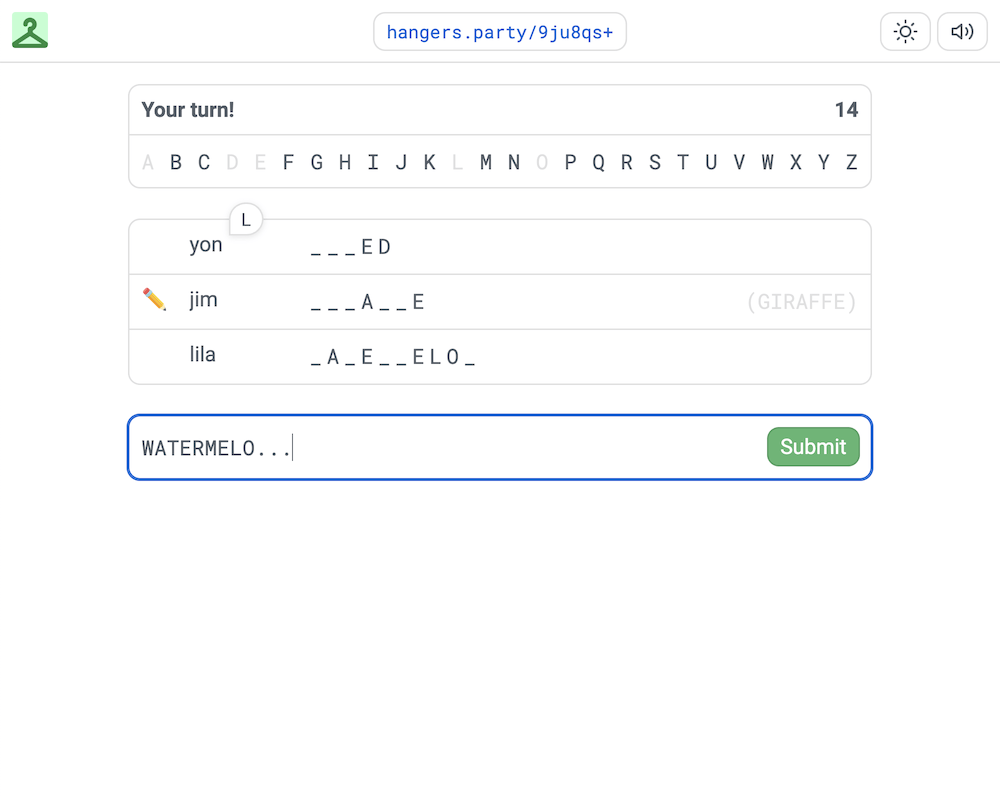 hangers.party/9ju8qs+
Your turn! 14
A B C D E F G H I J K L M N O P Q R S T U V W X Y Z
L
yon _ _ _ E D
jim _ _ _ A _ _ E (GIRAFFE)
lila _ A _ E _ _ E L O _
WATERMELO... Submit